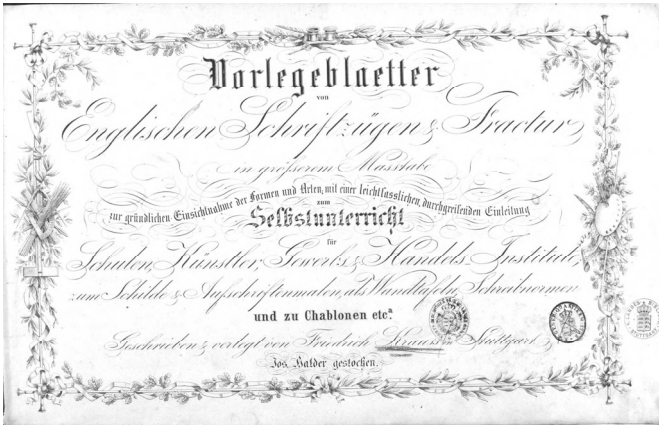 Vorlegeblaetter
von
Englischen Schriftzügen & Fractur
in größerem Masstabe
zur gründlichen Einsichtnahme der Formen und Arten, mit einer leichtfasslichen, durchgreifenden Einleitung
zum
Selbstunterricht
für
Schulen, Künstler, Gewerbs & Handels Institute,
zum Schilde & Aufschriftenmalen, als Wandtafeln, Schreibnormen
und zu Chablonen etc.ª
Geschrieben & verlegt von Friedrich Krauss in Stuttgart
Jos. Halder gestochen.